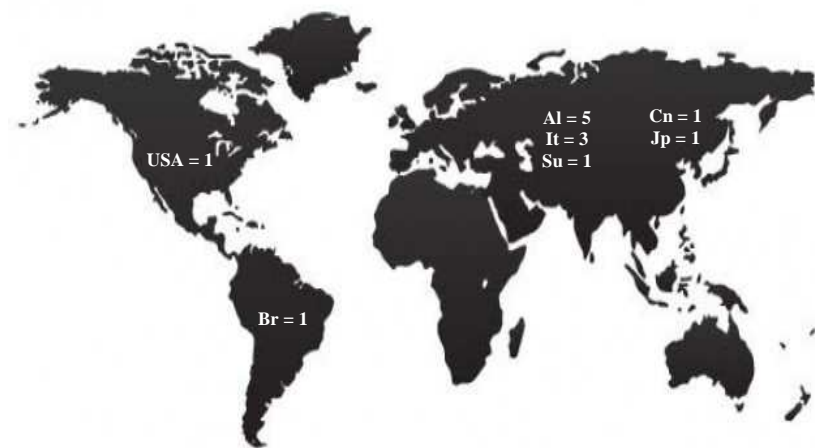 Al = 5
Cn = 1
It = 3
Jp = 1
USA = 1
Su = 1
Br = 1